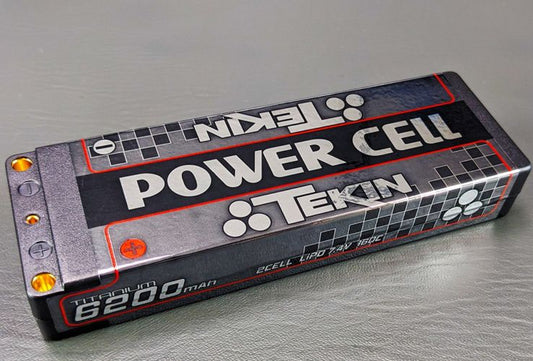 TEKIN
POWER CELL
TEKIN
2CELL LIPO 7.4V 160C
TITANIUM
6200MAH